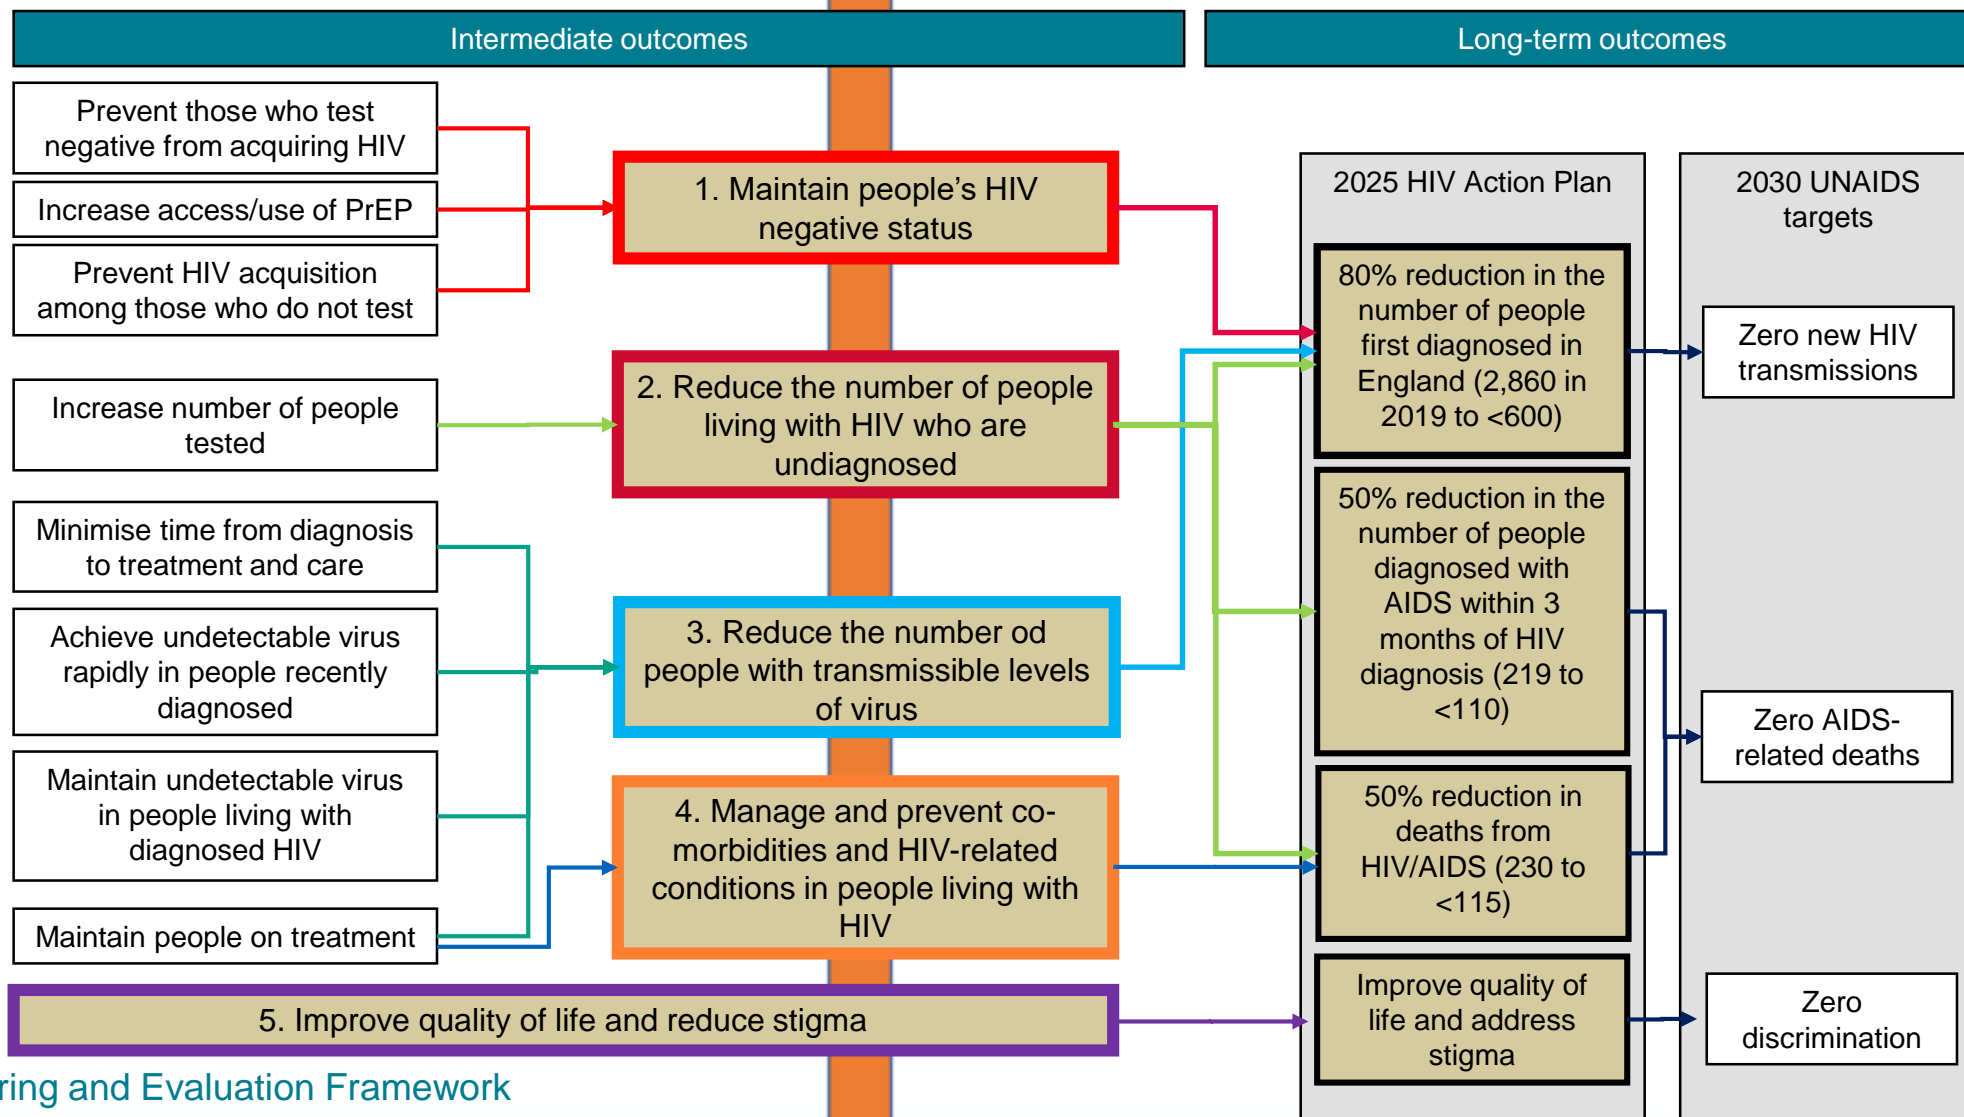 Intermediate outcomes
Long-term outcomes
Prevent those who test
negative from acquiring HIV
Increase access/use of PrEP
Prevent HIV acquisition
among those who do not test
Increase number of people
tested
Minimise time from diagnosis
to treatment and care
Achieve undetectable virus
rapidly in people recently
diagnosed
Maintain undetectable virus
in people living with
diagnosed HIV
Maintain people on treatment
1. Maintain people’s HIV
negative status
2. Reduce the number of people
living with HIV who are
undiagnosed
3. Reduce the number od
people with transmissible levels
of virus
4. Manage and prevent co-
morbidities and HIV-related
conditions in people living with
HIV
5. Improve quality of life and reduce stigma
2025 HIV Action Plan
80% reduction in the
number of people
first diagnosed in
England (2,860 in
2019 to <600)
50% reduction in the
number of people
diagnosed with
AIDS within 3
months of HIV
diagnosis (219 to
<110)
50% reduction in
deaths from
HIV/AIDS (230 to
<115)
Improve quality of
life and address
stigma
2030 UNAIDS
targets
Zero new HIV
transmissions
Zero AIDS-
related deaths
Zero
discrimination
ring and Evaluation Framework